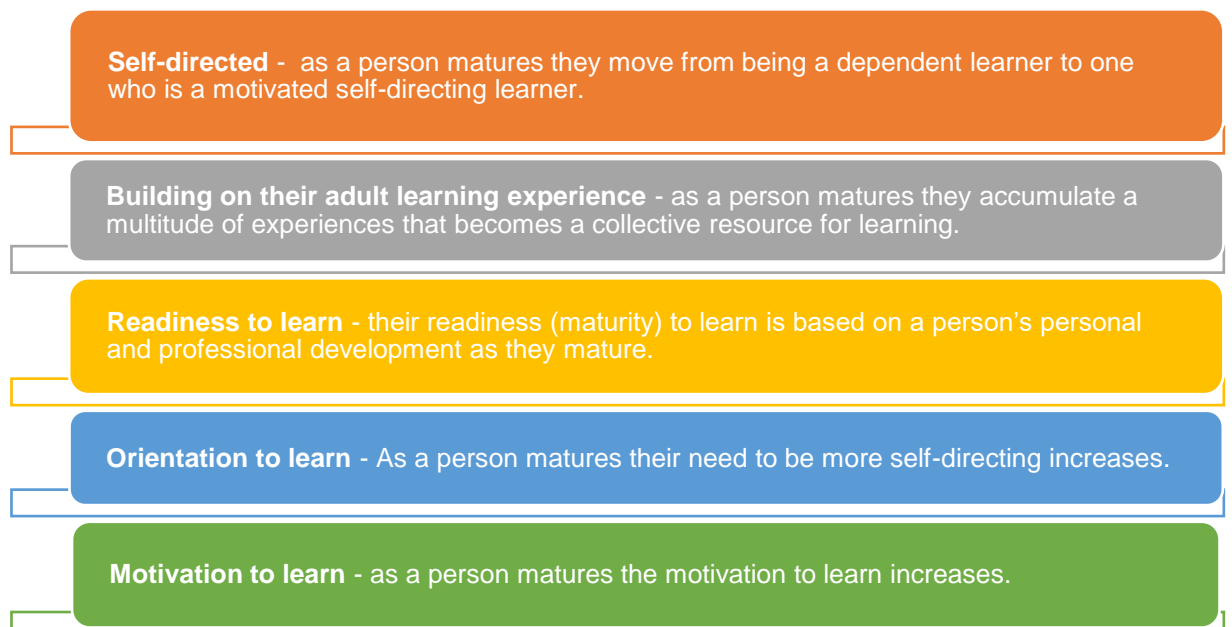 Self-directed -  as a person matures they move from being a dependent learner to one
who is a motivated self-directing learner.
Building on their adult learning experience - as a person matures they accumulate a
multitude of experiences that becomes a collective resource for learning.
Readiness to learn - their readiness (maturity) to learn is based on a person’s personal
and professional development as they mature.
Orientation to learn - As a person matures their need to be more self-directing increases.
Motivation to learn - as a person matures the motivation to learn increases.